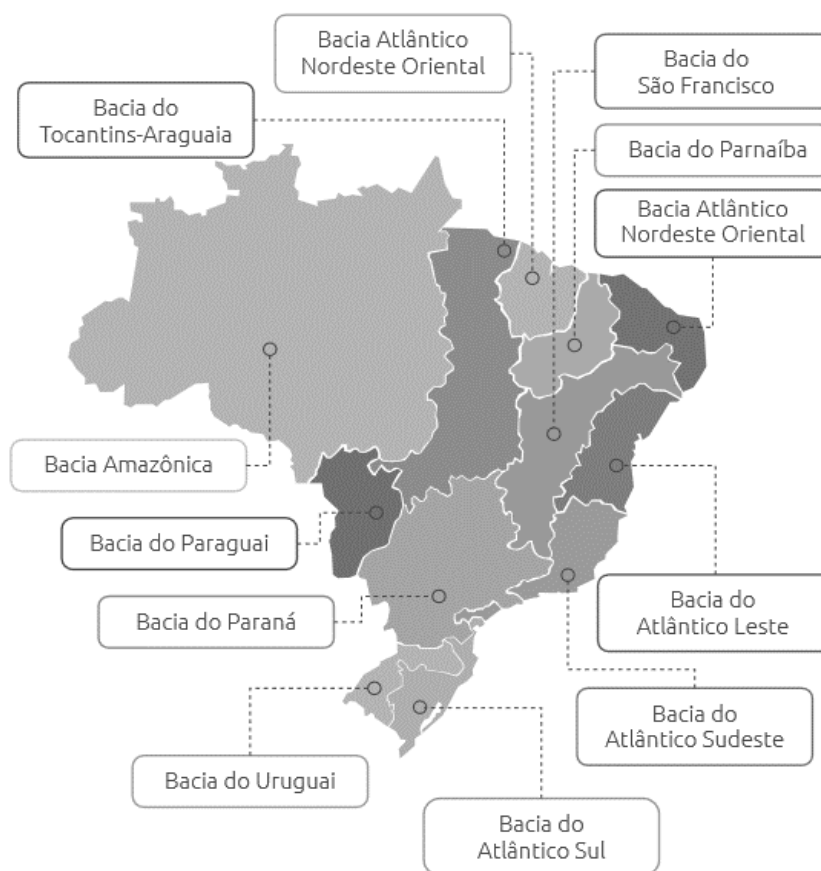 Bacia Atlântico
Nordeste Oriental
Bacia do
São Francisco
Bacia do
Tocantins-Araguaia
Bacia do Parnaíba
Bacia Atlântico
Nordeste Oriental
Bacia Amazônica
Bacia do Paraguai
Bacia do Paraná
Bacia do
Atlântico Leste
Bacia do
Atlântico Sudeste
Bacia do Uruguai
Bacia do
Atlântico Sul